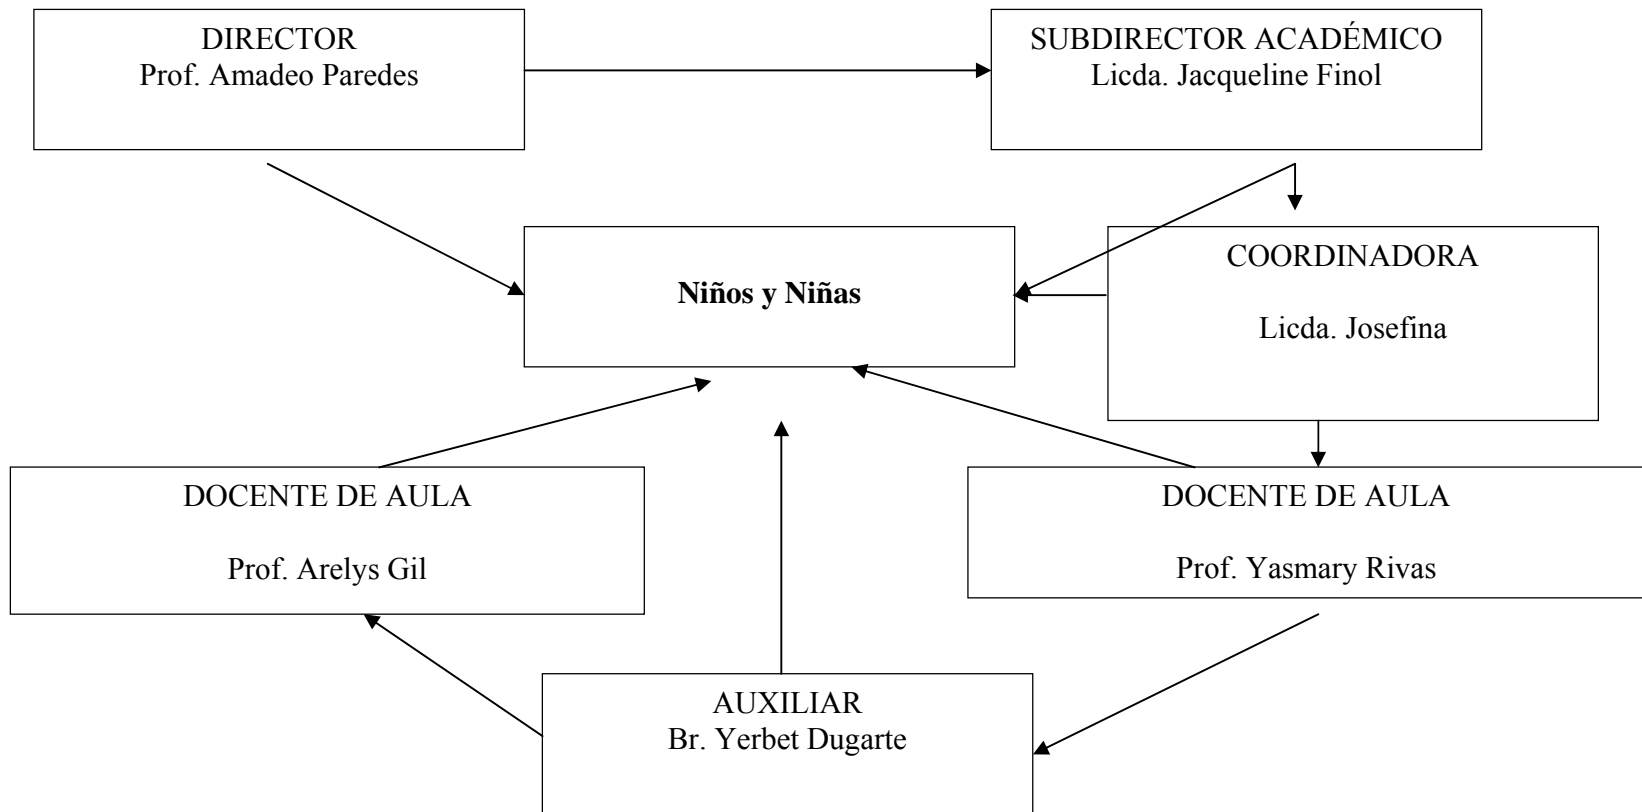 DIRECTOR
Prof. Amadeo Paredes
SUBDIRECTOR ACADÉMICO
Licda. Jacqueline Finol
Niños y Niñas
COORDINADORA
Licda. Josefina
DOCENTE DE AULA
Prof. Arelys Gil
DOCENTE DE AULA
Prof. Yasmary Rivas
AUXILIAR
Br. Yerbet Dugarte